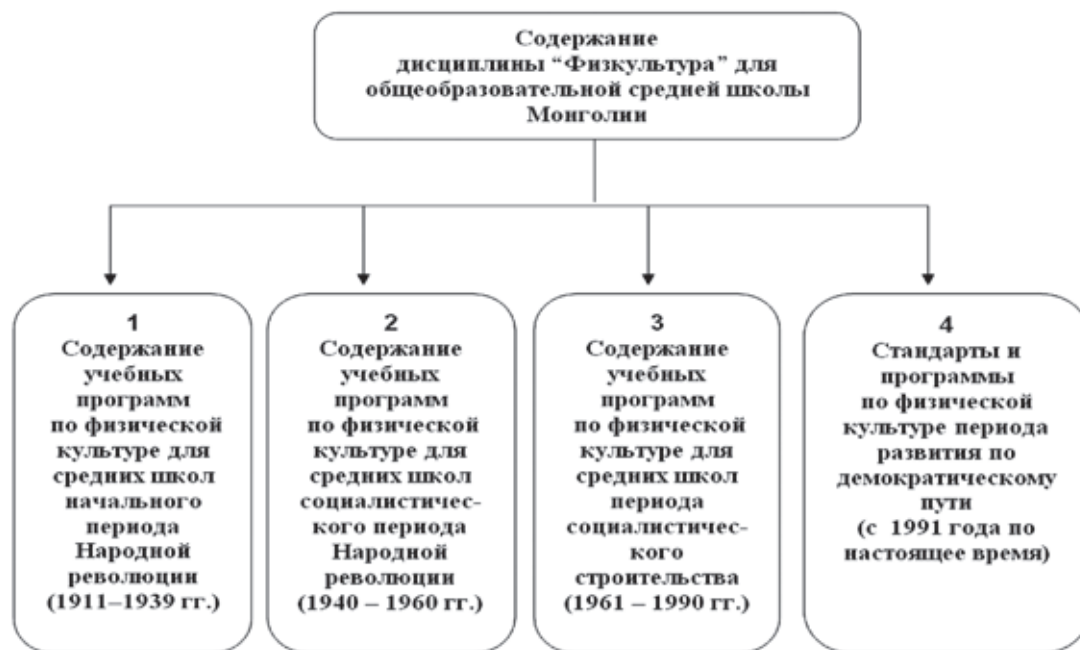 Содержание
дисциплины “Физкультура” для
общеобразовательной средней школы
Монголии
1
Содержание
учебных
программ
по физической
культуре для
средних школ
начального
периода
Народной
революции
(1911–1939 гг.)
2
Содержание
учебных
программ
по физической
культуре для
средних школ
социалистичес-
кого периода
Народной
революции
(1940 – 1960 гг.)
3
Содержание
учебных
программ
по физической
культуре для
средних школ
периода
социалистичес-
кого
строительства
(1961 – 1990 гг.)
4
Стандарты и
программы
по физической
культуре периода
развития по
демократическому
пути
(с 1991 года по
настоящее время)